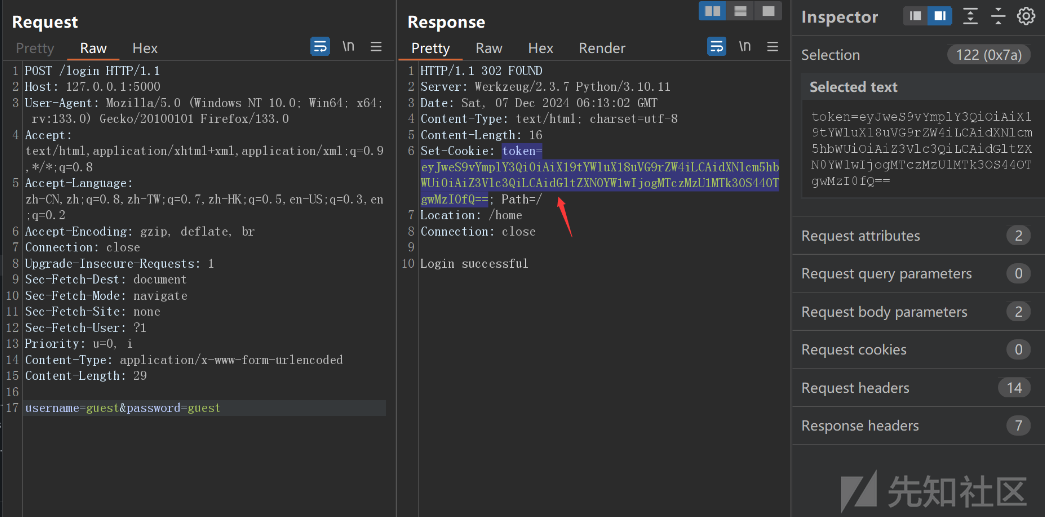 Request
Pretty Raw Hex \n
1 POST /login HTTP/1.1
2 Host: 127.0.0.1:5000
3 User-Agent: Mozilla/5.0 (Windows NT 10.0; Win64; x64;
rv:133.0) Gecko/20100101 Firefox/133.0
4 Accept:
text/html,application/xhtml+xml,application/xml;q=0.9
,*/*;q=0.8
5 Accept-Language:
zh-CN,zh;q=0.8,zh-TW;q=0.7,zh-HK;q=0.5,en-US;q=0.3,en
;q=0.2
6 Accept-Encoding: gzip, deflate, br
7 Connection: close
8 Upgrade-Insecure-Requests: 1
9 Sec-Fetch-Dest: document
10 Sec-Fetch-Mode: navigate
11 Sec-Fetch-Site: none
12 Sec-Fetch-User: ?1
13 Priority: u=0, i
14 Content-Type: application/x-www-form-urlencoded
15 Content-Length: 29
16
17 username=guest&password=guest
Response
Pretty Raw Hex Render \n
1 HTTP/1.1 302 FOUND
2 Server: Werkzeug/2.3.7 Python/3.10.11
3 Date: Sat, 07 Dec 2024 06:13:02 GMT
4 Content-Type: text/html; charset=utf-8
5 Content-Length: 16
6 Set-Cookie: token=
eyJweS9vYmplY3QiOiAiX19tYWluX18uVG9rZW4iLCAidXNlcm5hb
WUiOiAiZ3Vlc3QiLCAidGltZXN0YW1wIjogMTczMzU1MTk3OS44OT
gwMzI0fQ==; Path=/
7 Location: /home
8 Connection: close
9
10 Login successful
Inspector
Selection 122 (0x7a)
Selected text
token=eyJweS9vYmplY3QiOiAiX1
9tYWluX18uVG9rZW4iLCAidXNlcm
5hbWUiOiAiZ3Vlc3QiLCAidGltZX
N0YW1wIjogMTczMzU1MTk3OS44OT
gwMzI0fQ==
Request attributes 2
Request query parameters 0
Request body parameters 2
Request cookies 0
Request headers 14
Response headers 7
先知社区